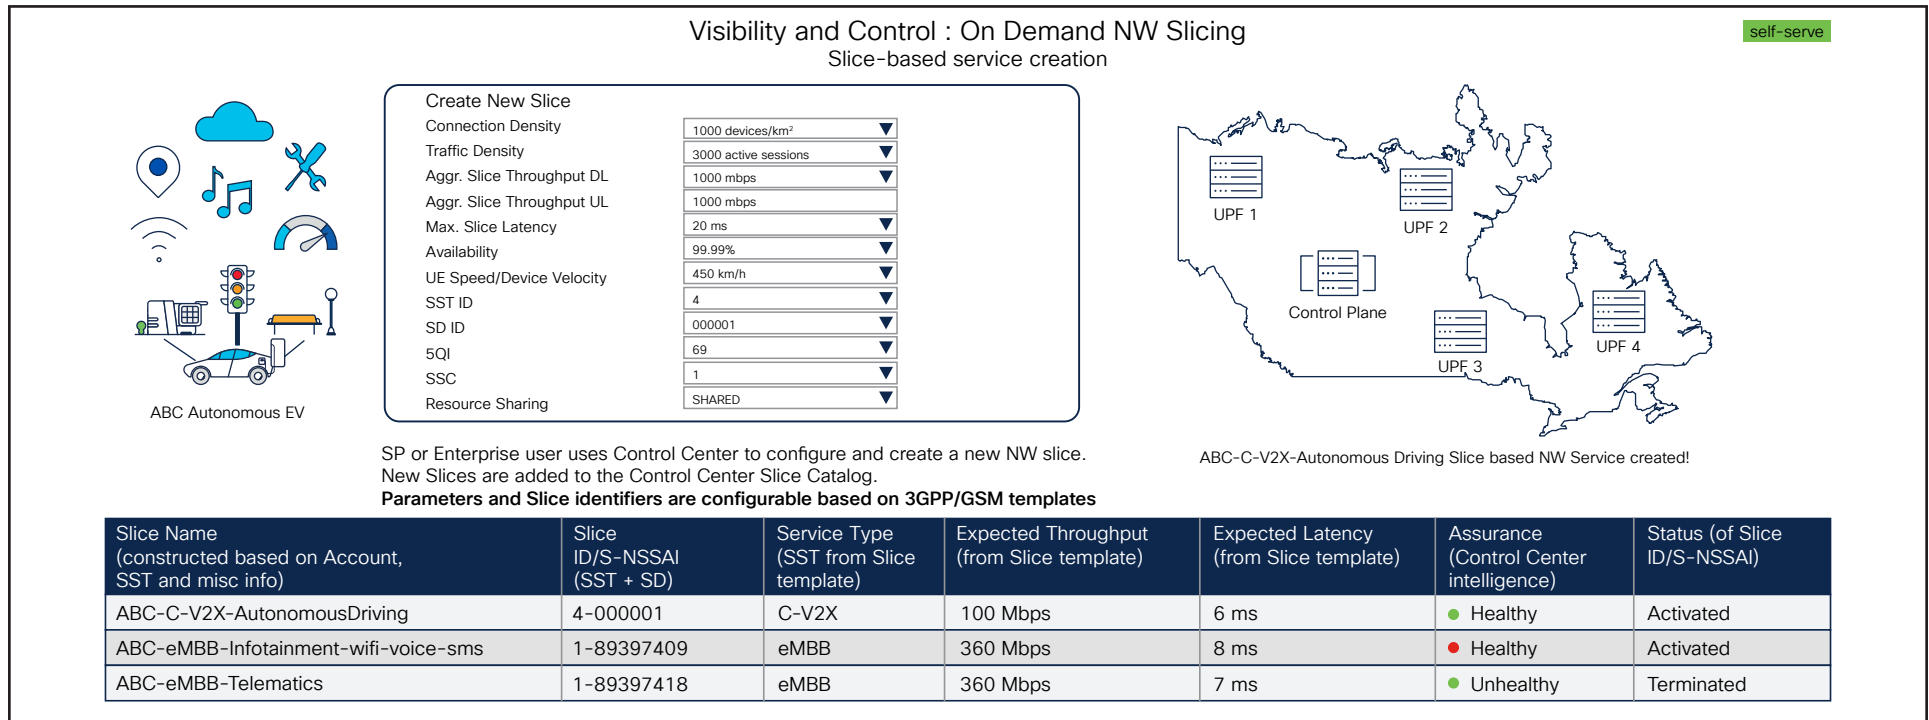 Visibility and Control : On Demand NW Slicing
self-serve
Slice-based service creation
Create New Slice
Connection Density 1000 devices/km²
Traffic Density 3000 active sessions
Aggr. Slice Throughput DL 1000 mbps
Aggr. Slice Throughput UL 1000 mbps
Max. Slice Latency 20 ms
Availability 99.99%
UE Speed/Device Velocity 450 km/h
SST ID 4
SD ID 000001
5QI 69
SSC 1
Resource Sharing SHARED
ABC Autonomous EV
UPF 1
UPF 2
Control Plane
UPF 3
UPF 4
SP or Enterprise user uses Control Center to configure and create a new NW slice.
New Slices are added to the Control Center Slice Catalog.
Parameters and Slice identifiers are configurable based on 3GPP/GSM templates
ABC-C-V2X-Autonomous Driving Slice based NW Service created!
Slice Name
(constructed based on Account,
SST and misc info)
Slice
ID/S-NSSAI
(SST + SD)
Service Type
(SST from Slice
template)
Expected Throughput
(from Slice template)
Expected Latency
(from Slice template)
Assurance
(Control Center
intelligence)
Status (of Slice
ID/S-NSSAI)
ABC-C-V2X-AutonomousDriving 4-000001 C-V2X 100 Mbps 6 ms Healthy Activated
ABC-eMBB-Infotainment-wifi-voice-sms 1-89397409 eMBB 360 Mbps 8 ms Healthy Activated
ABC-eMBB-Telematics 1-89397418 eMBB 360 Mbps 7 ms Unhealthy Terminated